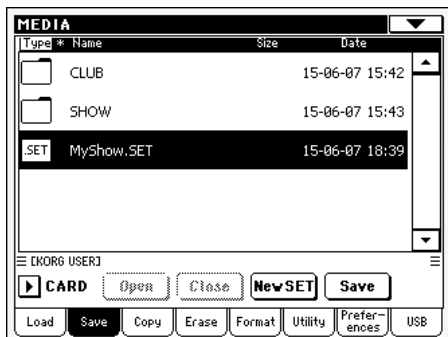 MEDIA
Type * Name Size Date
CLUB 15-06-07 15:42
SHOW 15-06-07 15:43
.SET MyShow.SET 15-06-07 18:39
[KORG USER]
CARD Open Close New SET Save
Load Save Copy Erase Format Utility Prefer-ences USB